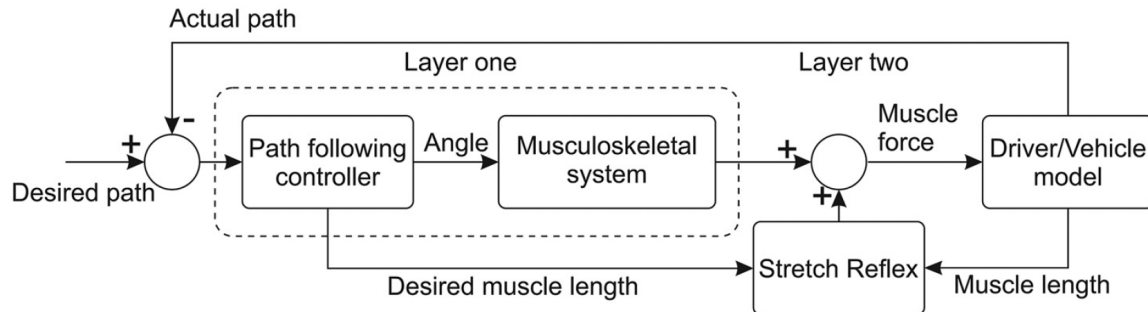 Actual path
Layer one
Layer two
+
-
Desired path
Path following
controller
Angle
Musculoskeletal
system
+
+
Muscle
force
Driver/Vehicle
model
Desired muscle length
Stretch Reflex
Muscle length